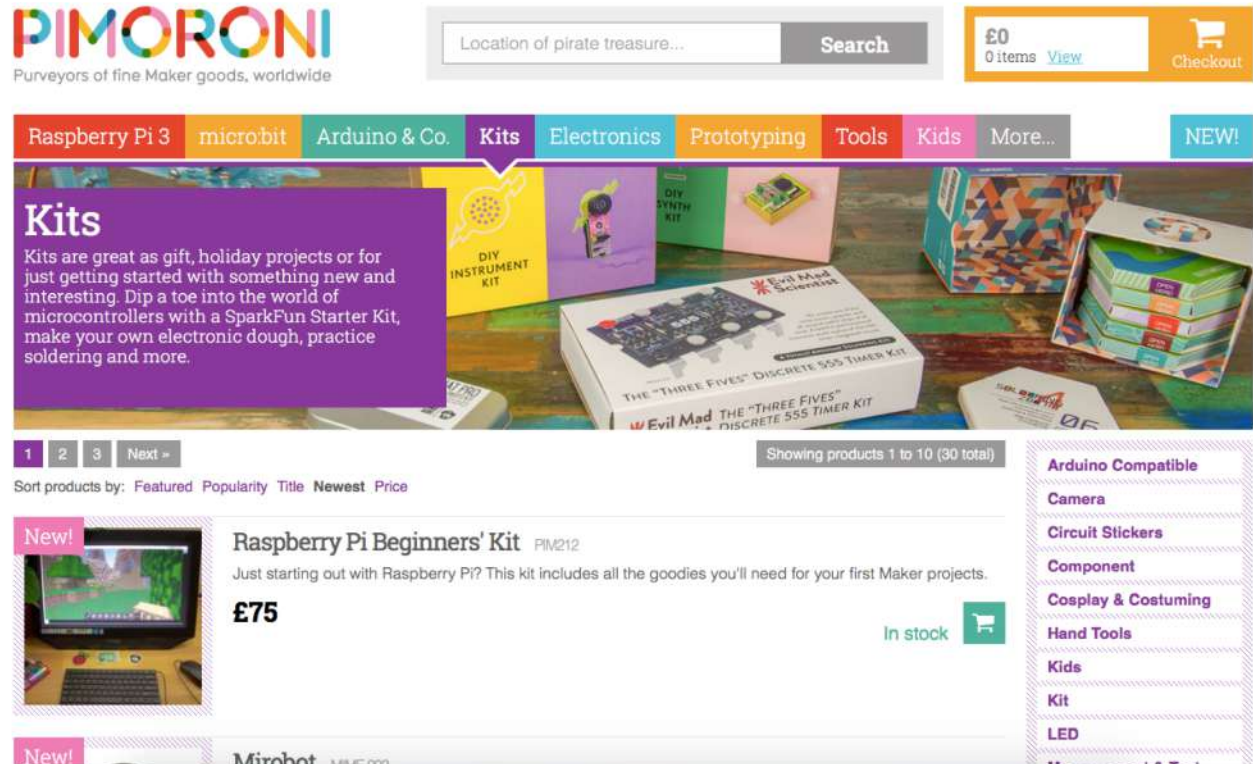 PIMORONI
Purveyors of fine Maker goods, worldwide
Location of pirate treasure...
Search
£0
0 items View
Checkout
Raspberry Pi 3
micro:bit
Arduino & Co.
Kits
Electronics
Prototyping
Tools
Kids
More...
NEW!
Kits
Kits are great as gift, holiday projects or for
just getting started with something new and
interesting. Dip a toe into the world of
microcontrollers with a SparkFun Starter Kit,
make your own electronic dough, practice
soldering and more.
DIY
INSTRUMENT
KIT
DIY
SYNTH
KIT
Evil Mad
Scientist
555
THE "THREE FIVES" DISCRETE 555 TIMER KIT
Evil Mad THE "THREE FIVES"
DISCRETE 555 TIMER KIT
06
OPEN
OPEN
OPEN
1 2 3 Next »
Showing products 1 to 10 (30 total)
Sort products by: Featured Popularity Title Newest Price
New!
Raspberry Pi Beginners' Kit PIM212
Just starting out with Raspberry Pi? This kit includes all the goodies you'll need for your first Maker projects.
£75
In stock
New!
Mirobot
Arduino Compatible
Camera
Circuit Stickers
Component
Cosplay & Costuming
Hand Tools
Kids
Kit
LED